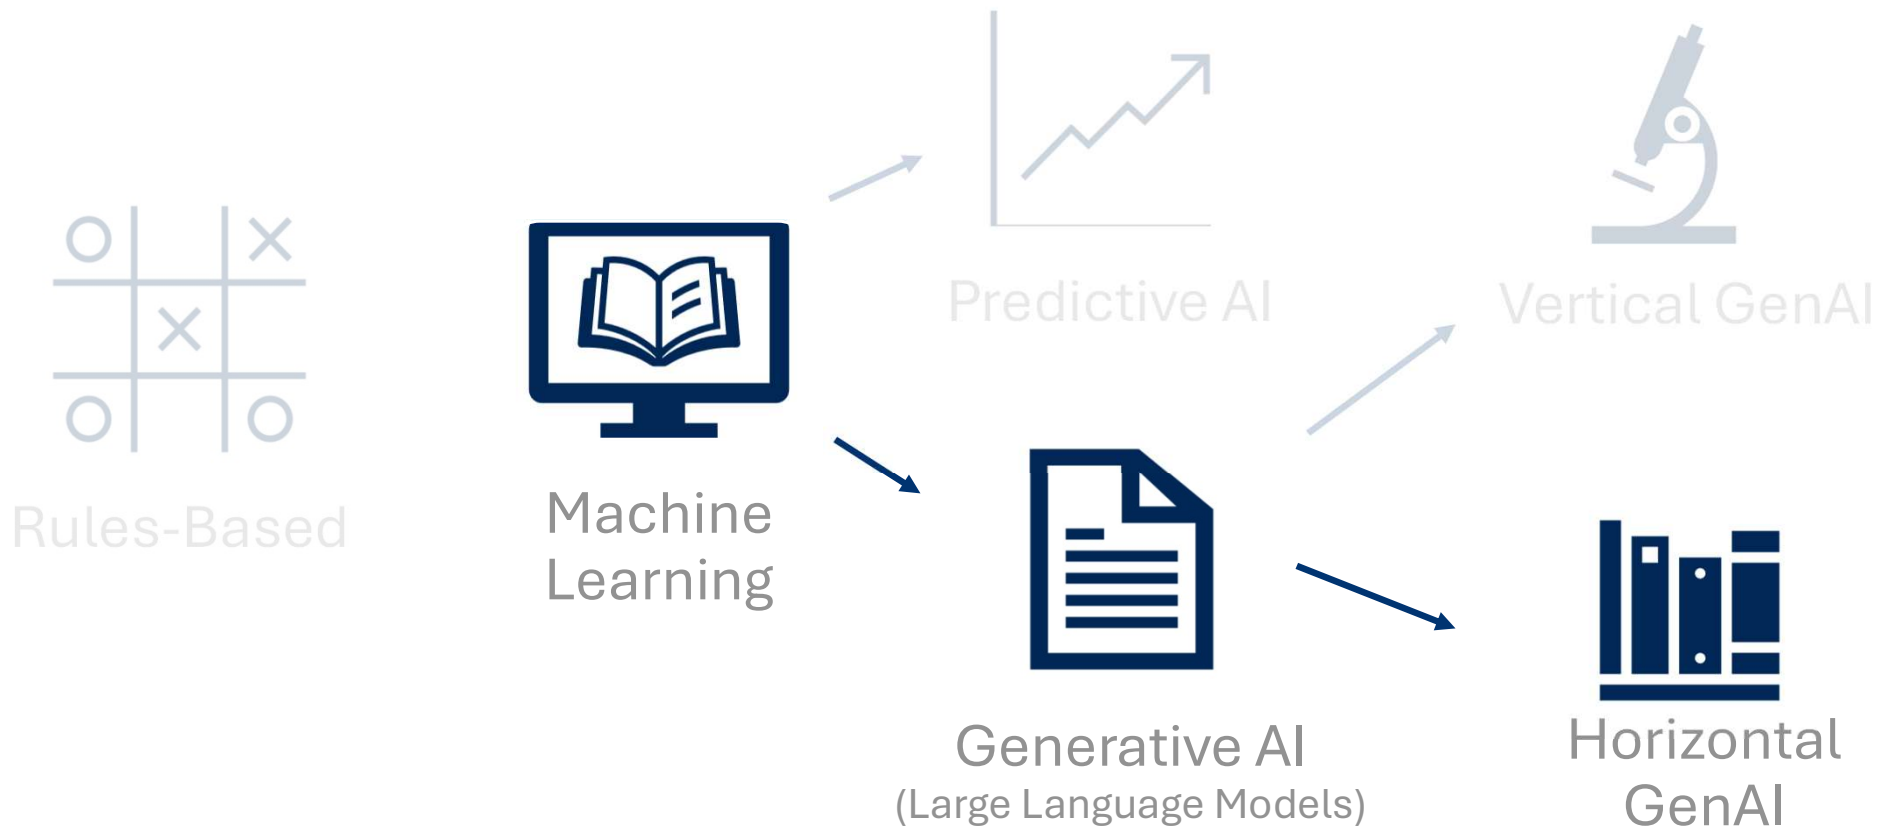 Rules-Based
Machine
Learning
Predictive AI
Generative AI
(Large Language Models)
Vertical GenAI
Horizontal
GenAI